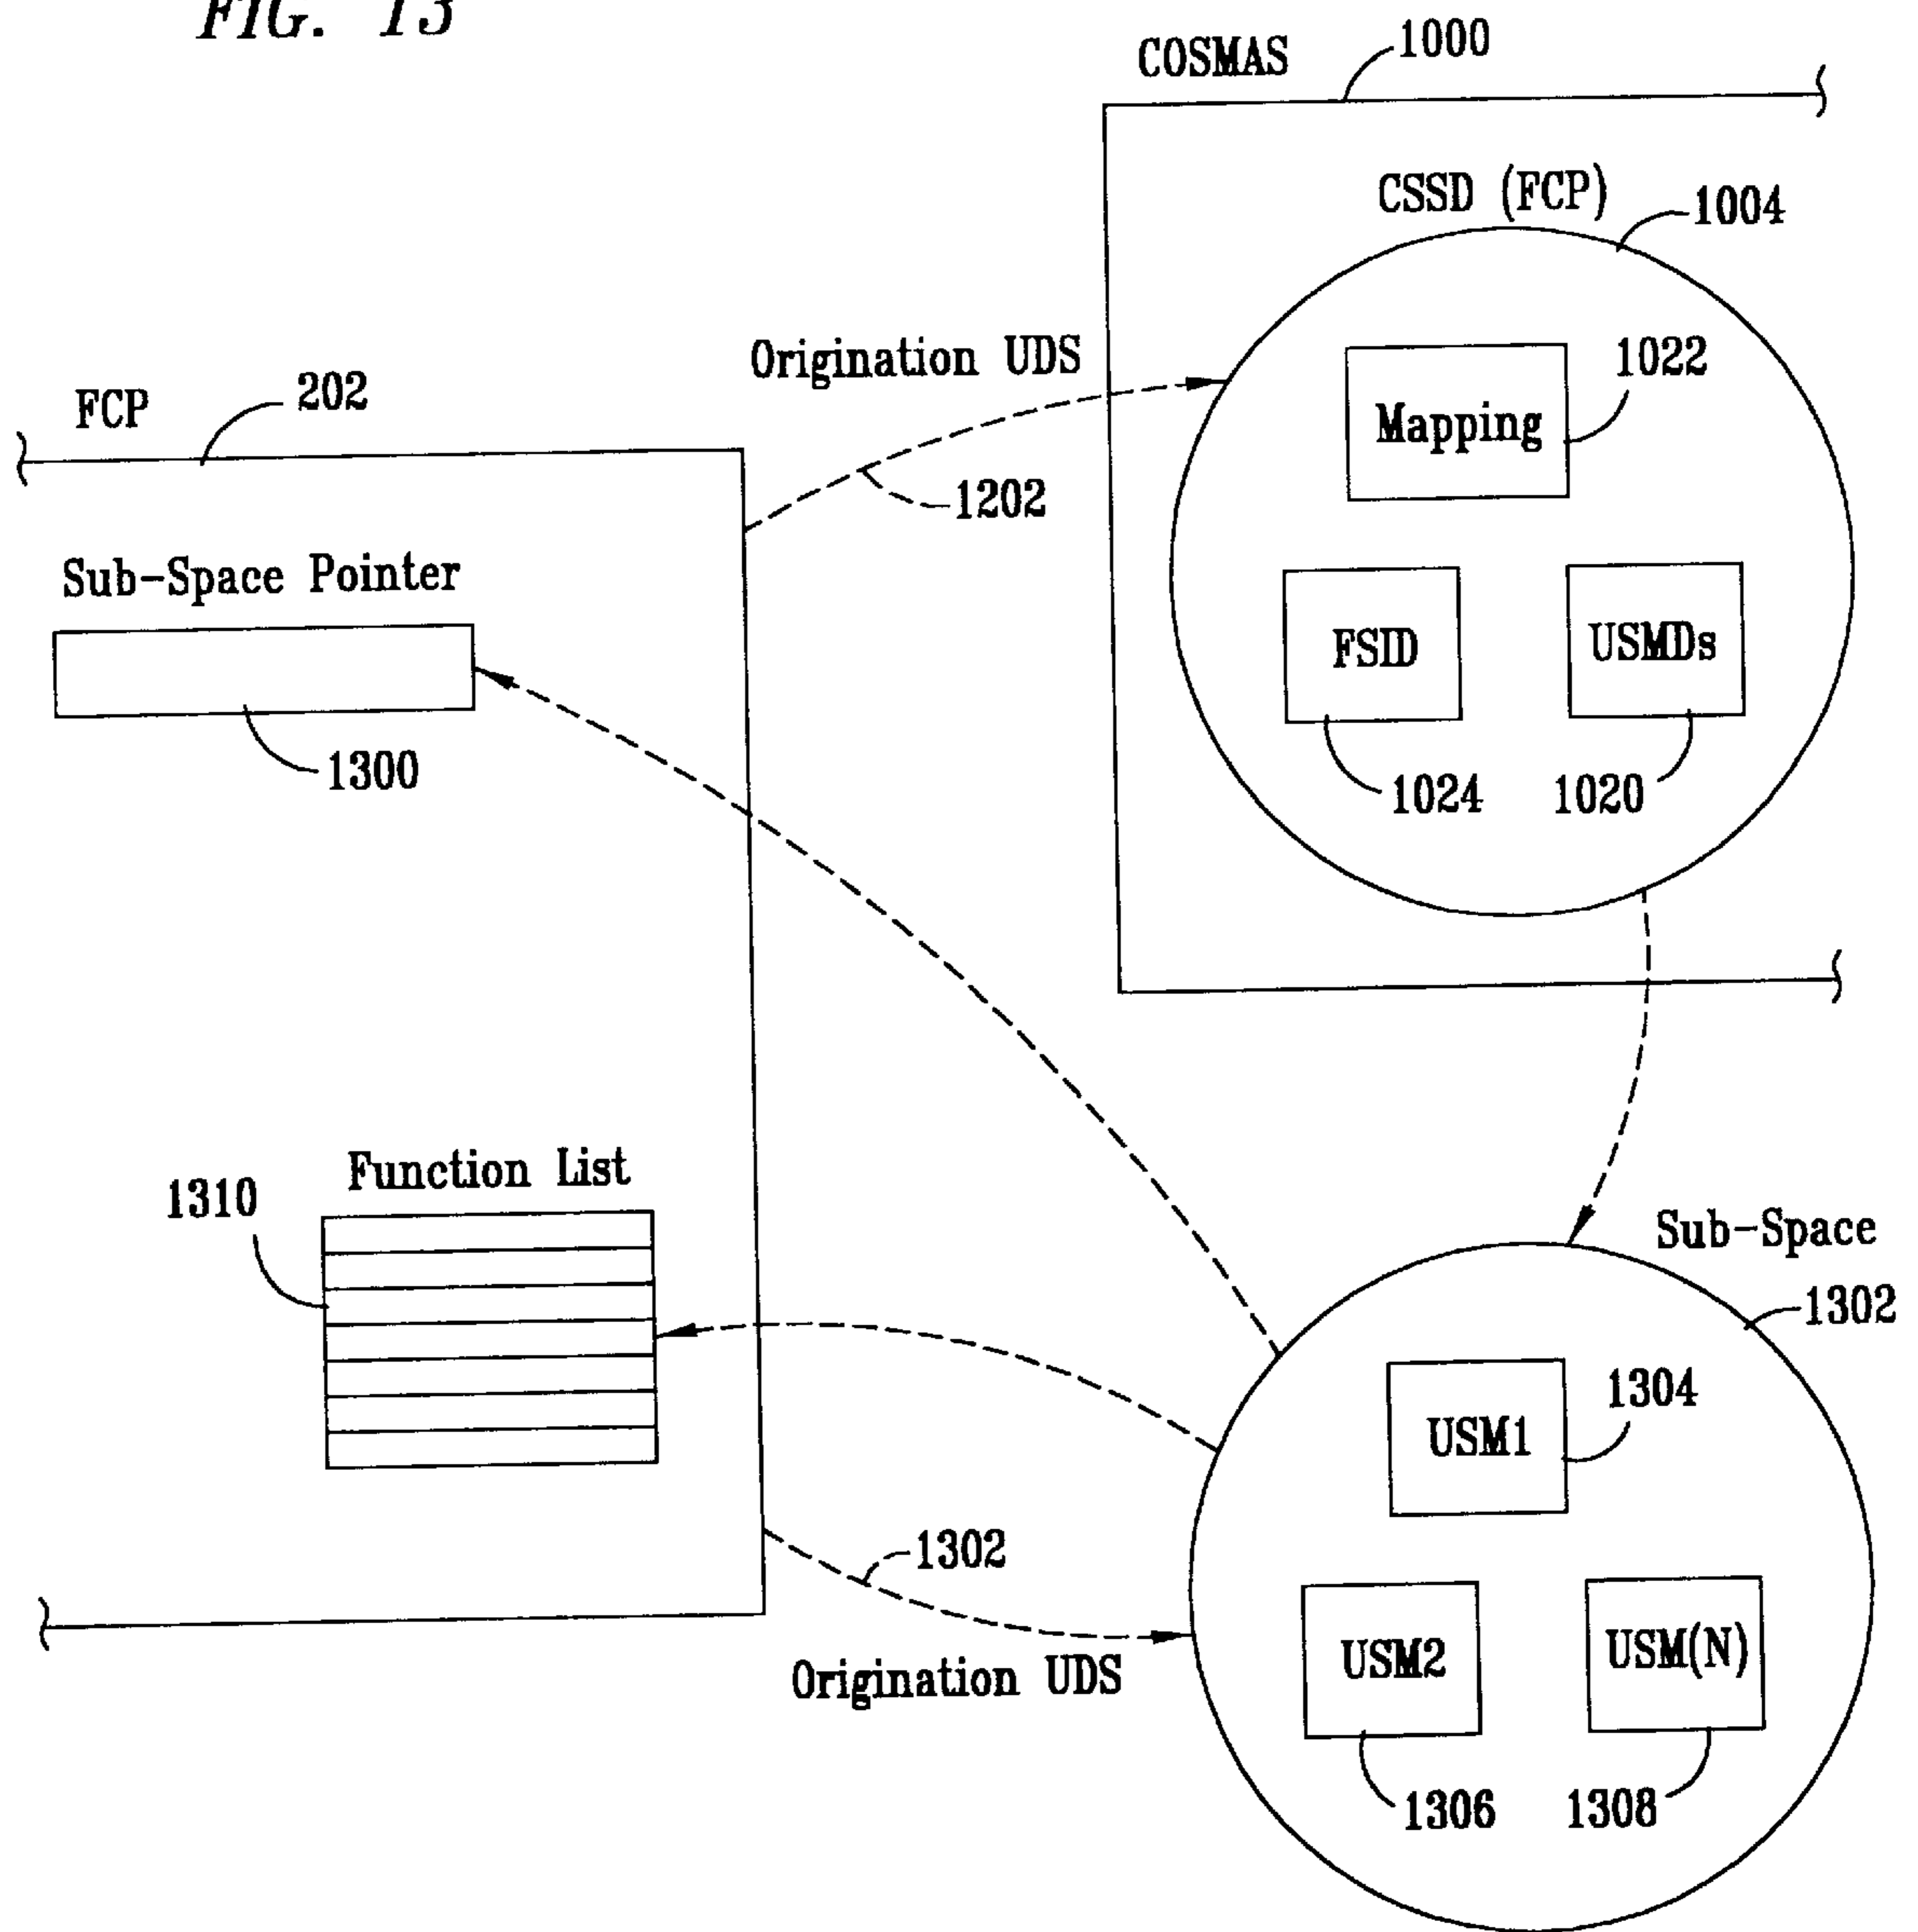 FIG. 13
COSMAS
1000
CSSD (FCP)
1004
Origination UDS
Mapping
1022
FCP
202
1202
Sub-Space Pointer
FSID
USMDs
1300
1024
1020
Function List
1310
Sub-Space
1302
USM1
1304
1302
USM2
USM(N)
Origination UDS
1306
1308